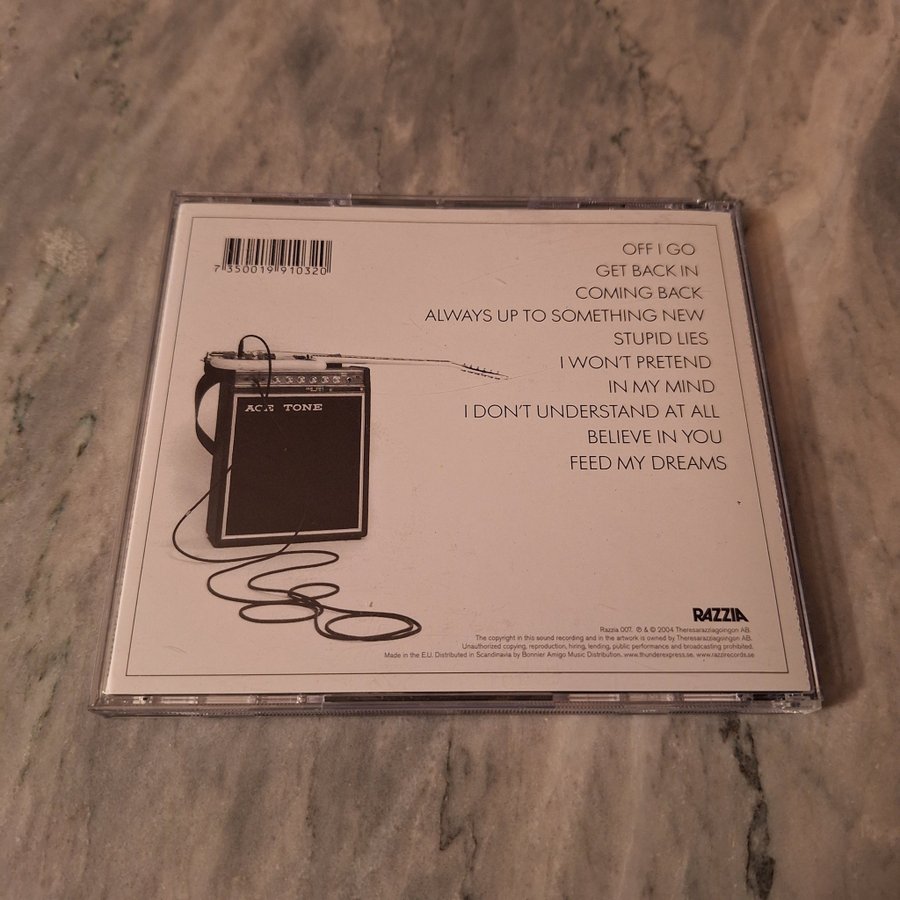 7 350019 910320
OFF I GO
GET BACK IN
COMING BACK
ALWAYS UP TO SOMETHING NEW
STUPID LIES
I WON'T PRETEND
IN MY MIND
I DON'T UNDERSTAND AT ALL
BELIEVE IN YOU
FEED MY DREAMS
ACE TONE
RAZZIA
Razzia 007. ℗ & © 2004 Theresarazziagoingon AB.
The copyright in this sound recording and in the artwork is owned by Theresarazziagoingon AB.
Unauthorized copying, reproduction, hiring, lending, public performance and broadcasting prohibited.
Made in the E.U. Distributed in Scandinavia by Bonnier Amigo Music Distribution. www.thunderexpress.se, www.razzirecords.se